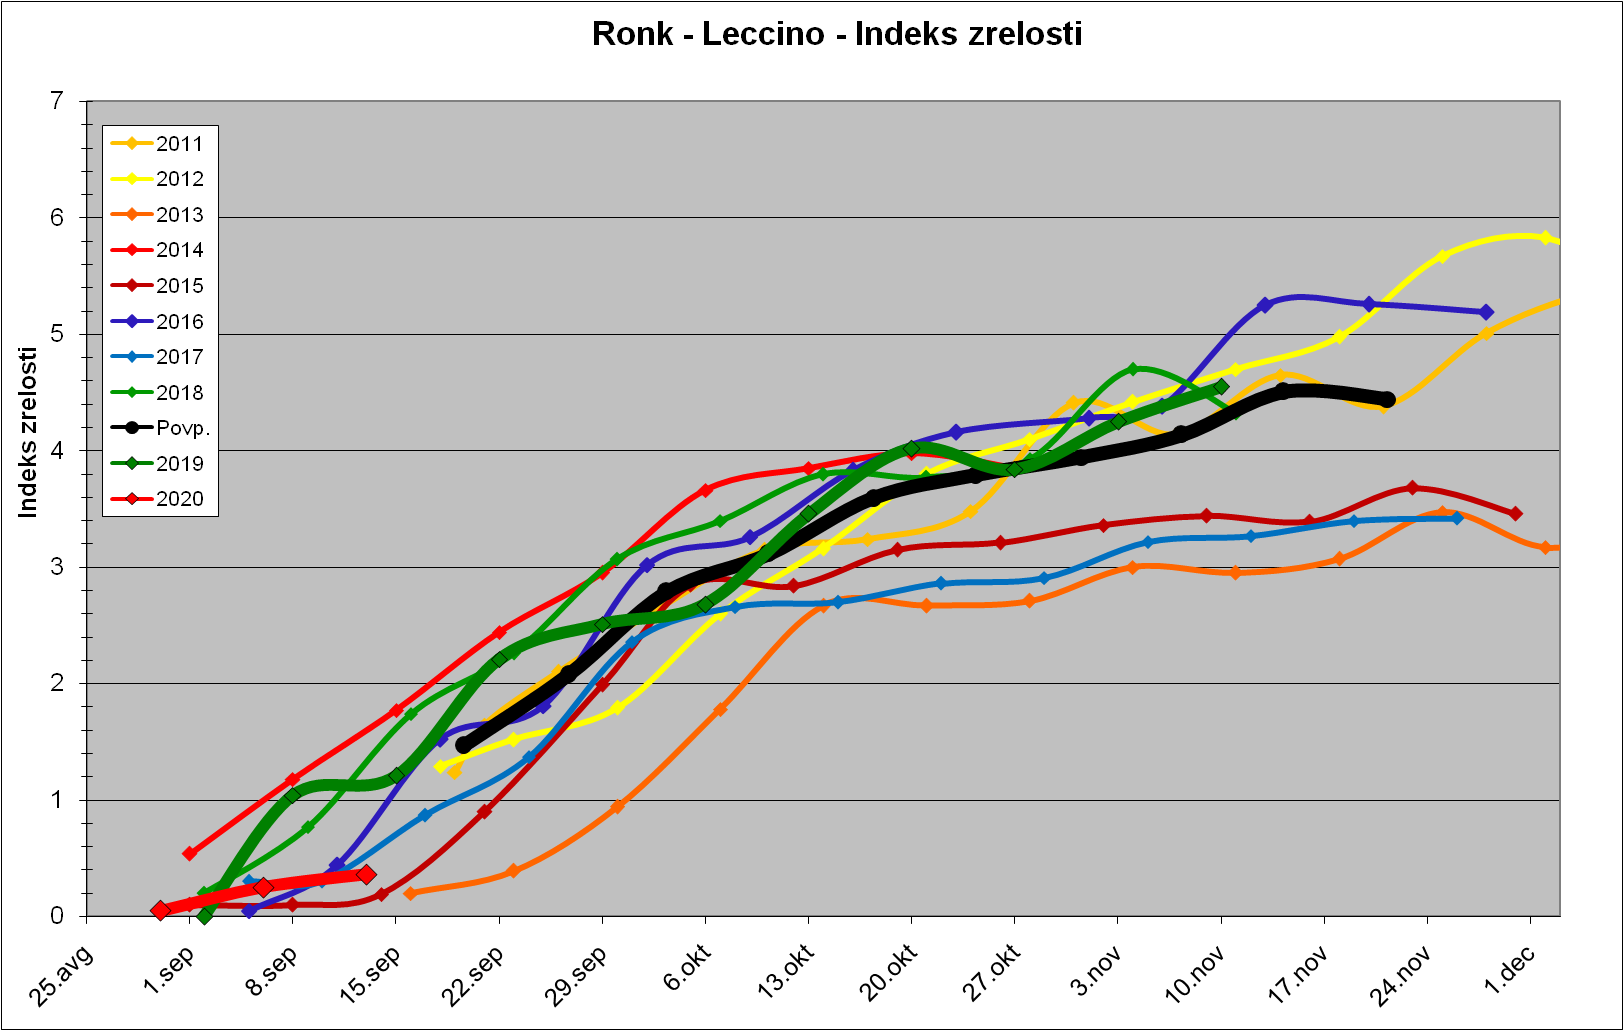 Ronk - Leccino - Indeks zrelosti
Indeks zrelosti
7
6
5
4
3
2
1
0
2011
2012
2013
2014
2015
2016
2017
2018
Povp.
2019
2020
25.avg
1.sep
8.sep
15.sep
22.sep
29.sep
6.okt
13.okt
20.okt
27.okt
3.nov
10.nov
17.nov
24.nov
1.dec